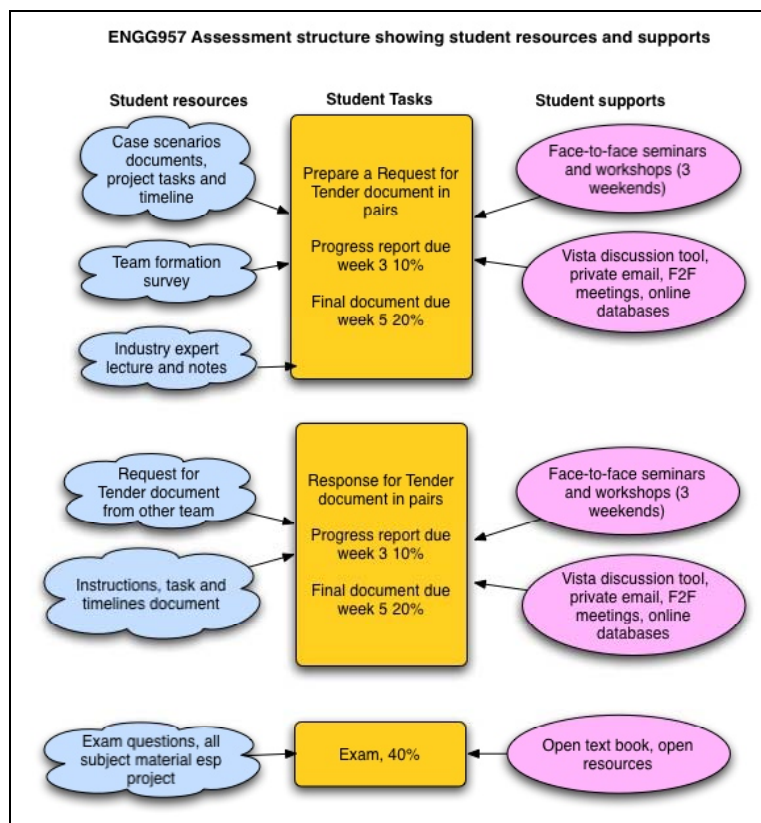 ENGG957 Assessment structure showing student resources and supports
Student resources
Student Tasks
Student supports
Case scenarios
documents,
project tasks and
timeline
Team formation
survey
Industry expert
lecture and notes
Prepare a Request for
Tender document in
pairs
Progress report due
week 3 10%
Final document due
week 5 20%
Face-to-face seminars
and workshops (3
weekends)
Vista discussion tool,
private email, F2F
meetings, online
databases
Request for
Tender document
from other team
Instructions, task and
timelines document
Response for Tender
document in pairs
Progress report due
week 3 10%
Final document due
week 5 20%
Face-to-face seminars
and workshops (3
weekends)
Vista discussion tool,
private email, F2F
meetings, online
databases
Exam questions, all
subject material esp
project
Exam, 40%
Open text book, open
resources